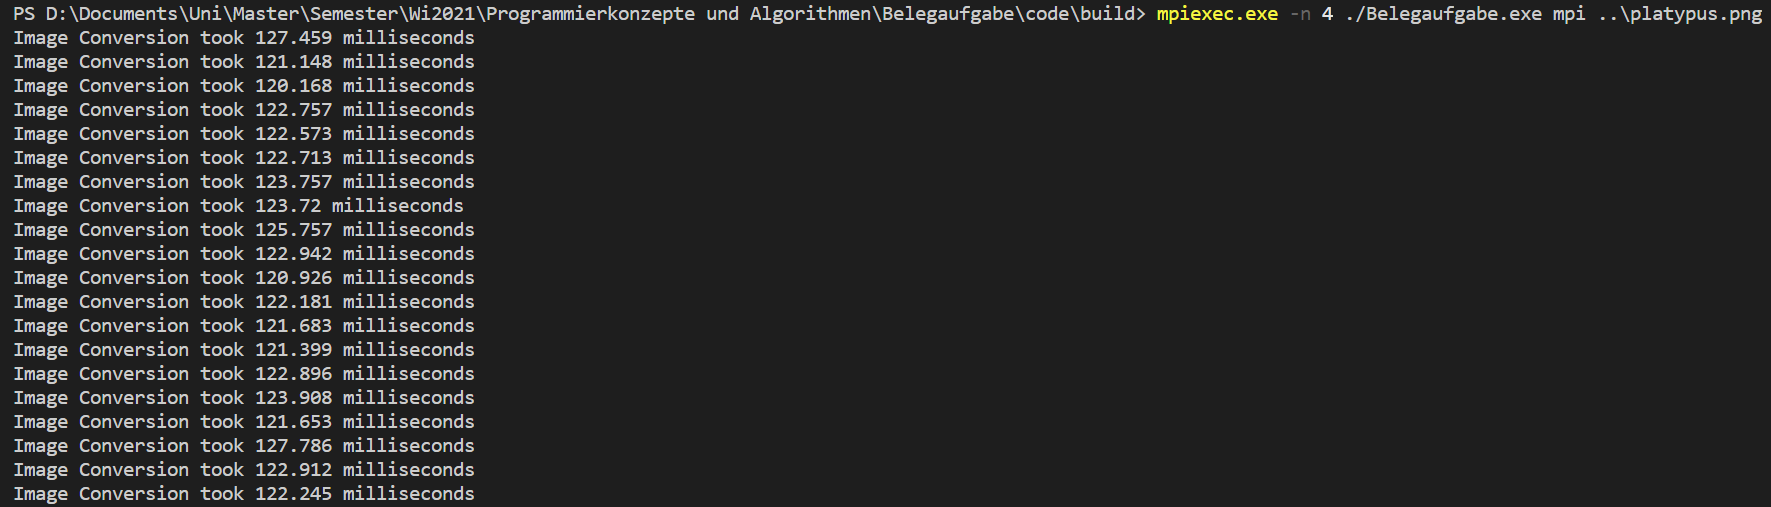 PS D:\Documents\Uni\Master\Semester\Wi2021\Programmierkonzepte und Algorithmen\Belegaufgabe\code\build> mpiexec.exe -n 4 ./Belegaufgabe.exe mpi ..\platypus.png
Image Conversion took 127.459 milliseconds
Image Conversion took 121.148 milliseconds
Image Conversion took 120.168 milliseconds
Image Conversion took 122.757 milliseconds
Image Conversion took 122.573 milliseconds
Image Conversion took 122.713 milliseconds
Image Conversion took 123.757 milliseconds
Image Conversion took 123.72 milliseconds
Image Conversion took 125.757 milliseconds
Image Conversion took 122.942 milliseconds
Image Conversion took 120.926 milliseconds
Image Conversion took 122.181 milliseconds
Image Conversion took 121.683 milliseconds
Image Conversion took 121.399 milliseconds
Image Conversion took 122.896 milliseconds
Image Conversion took 123.908 milliseconds
Image Conversion took 121.653 milliseconds
Image Conversion took 127.786 milliseconds
Image Conversion took 122.912 milliseconds
Image Conversion took 122.245 milliseconds